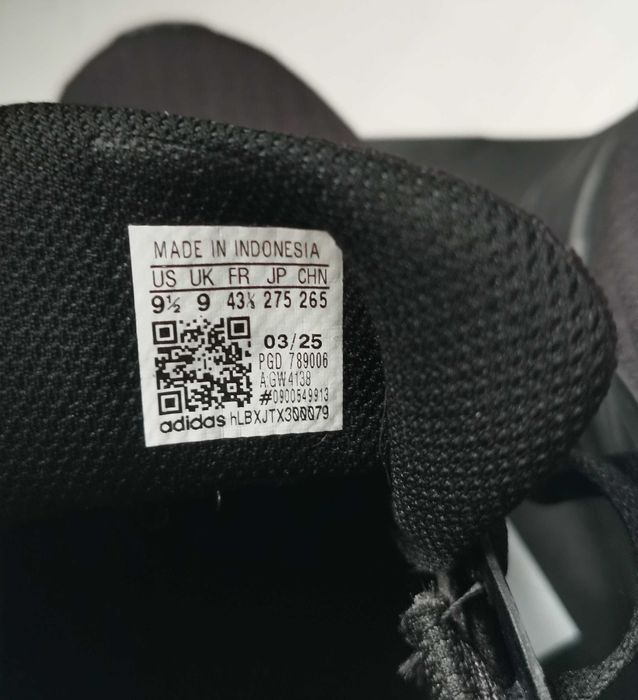 MADE IN INDONESIA
US UK FR JP CHN
9½ 9 43⅓ 275 265
03/25
PGD 789006
A:GW4138
#0900549913
adidas hLBXJTX300079